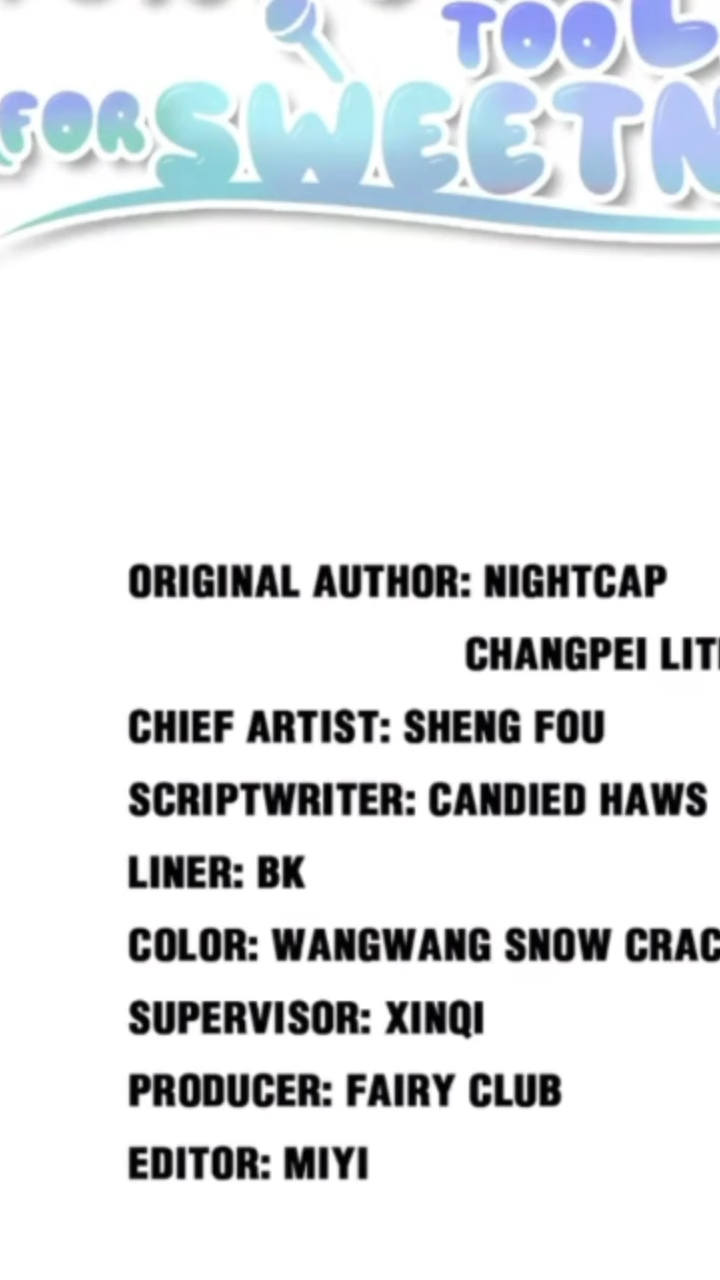 TOO L
FOR SWEETN
ORIGINAL AUTHOR: NIGHTCAP
CHANGPEI LIT
CHIEF ARTIST: SHENG FOU
SCRIPTWRITER: CANDIED HAWS
LINER: BK
COLOR: WANGWANG SNOW CRAC
SUPERVISOR: XINQI
PRODUCER: FAIRY CLUB
EDITOR: MIYI